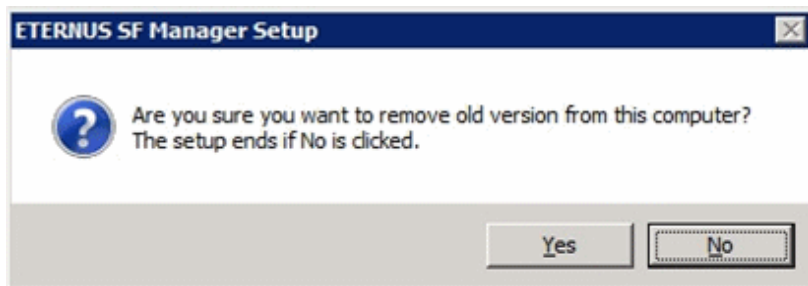 ETERNUS SF Manager Setup
Are you sure you want to remove old version from this computer?
The setup ends if No is clicked.
Yes
No